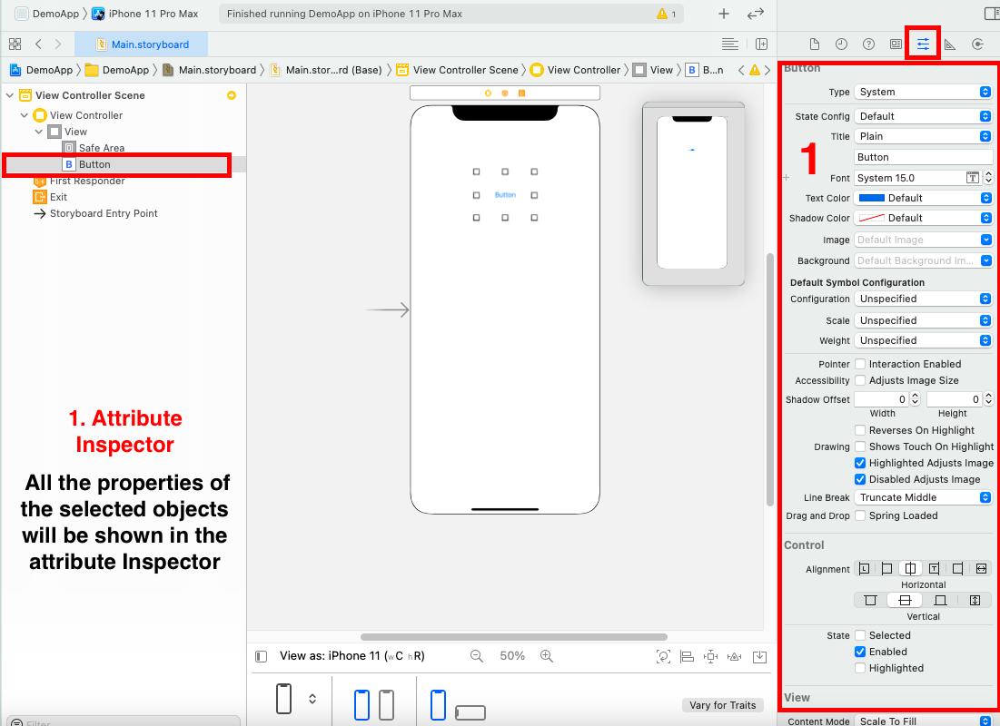 DemoApp
iPhone 11 Pro Max
Finished running DemoApp on iPhone 11 Pro Max
1
Main.storyboard
DemoApp
DemoApp
Main.storyboard
Main.stor...rd (Base)
View Controller Scene
View Controller
View
B
B...n
View Controller Scene
View Controller
View
Safe Area
B Button
First Responder
Exit
Storyboard Entry Point
Button
1. Attribute
Inspector
All the properties of
the selected objects
will be shown in the
attribute Inspector
Filter
View as: iPhone 11 (wC hR)
50%
Vary for Traits
Button
Type System
State Config Default
Title Plain
Button
1
Font System 15.0
Text Color Default
Shadow Color Default
Image Default Image
Background Default Background Im...
Default Symbol Configuration
Configuration Unspecified
Scale Unspecified
Weight Unspecified
Pointer Interaction Enabled
Accessibility Adjusts Image Size
Shadow Offset 0 0
Width Height
Reverses On Highlight
Drawing Shows Touch On Highlight
Highlighted Adjusts Image
Disabled Adjusts Image
Line Break Truncate Middle
Drag and Drop Spring Loaded
Control
Alignment
Horizontal
Vertical
State Selected
Enabled
Highlighted
View
Content Mode Scale To Fill